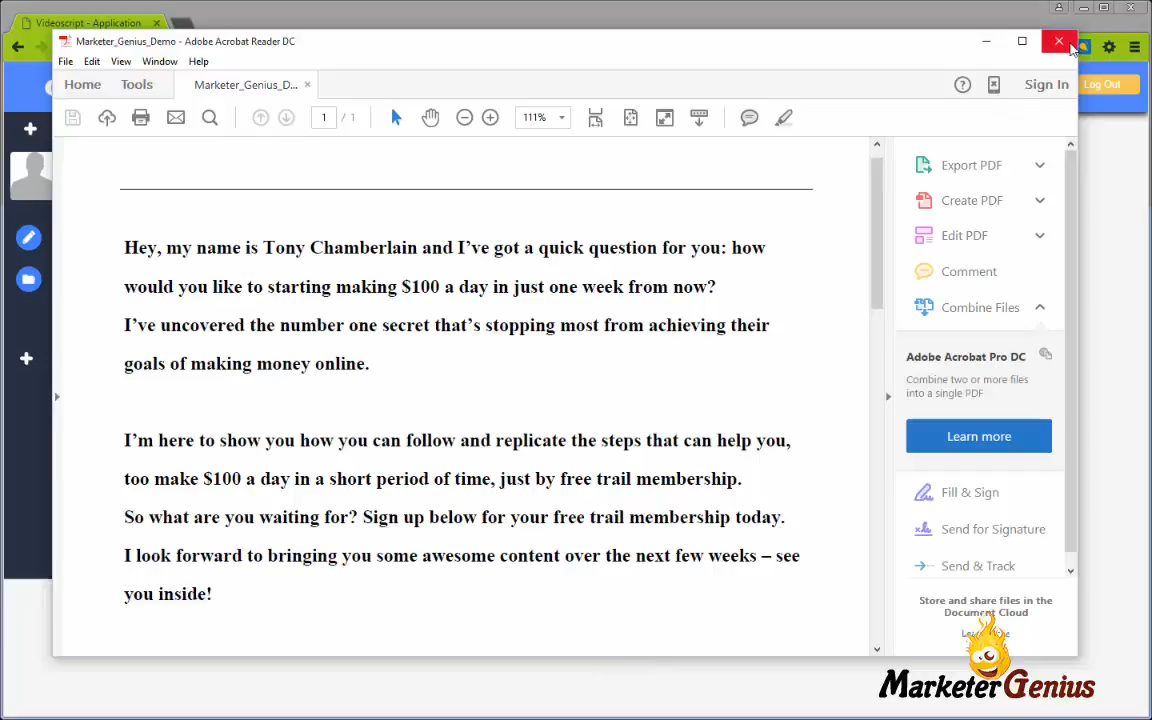 Videoscript - Application
Marketer_Genius_Demo - Adobe Acrobat Reader DC
File Edit View Window Help
Home Tools Marketer_Genius_D... Sign In
Log Out
1 / 1 111%
Hey, my name is Tony Chamberlain and I've got a quick question for you: how
would you like to starting making $100 a day in just one week from now?
I've uncovered the number one secret that's stopping most from achieving their
goals of making money online.
I'm here to show you how you can follow and replicate the steps that can help you,
too make $100 a day in a short period of time, just by free trail membership.
So what are you waiting for? Sign up below for your free trail membership today.
I look forward to bringing you some awesome content over the next few weeks – see
you inside!
Export PDF
Create PDF
Edit PDF
Comment
Combine Files
Adobe Acrobat Pro DC
Combine two or more files
into a single PDF
Learn more
Fill & Sign
Send for Signature
Send & Track
Store and share files in the
Document Cloud
MarketerGenius